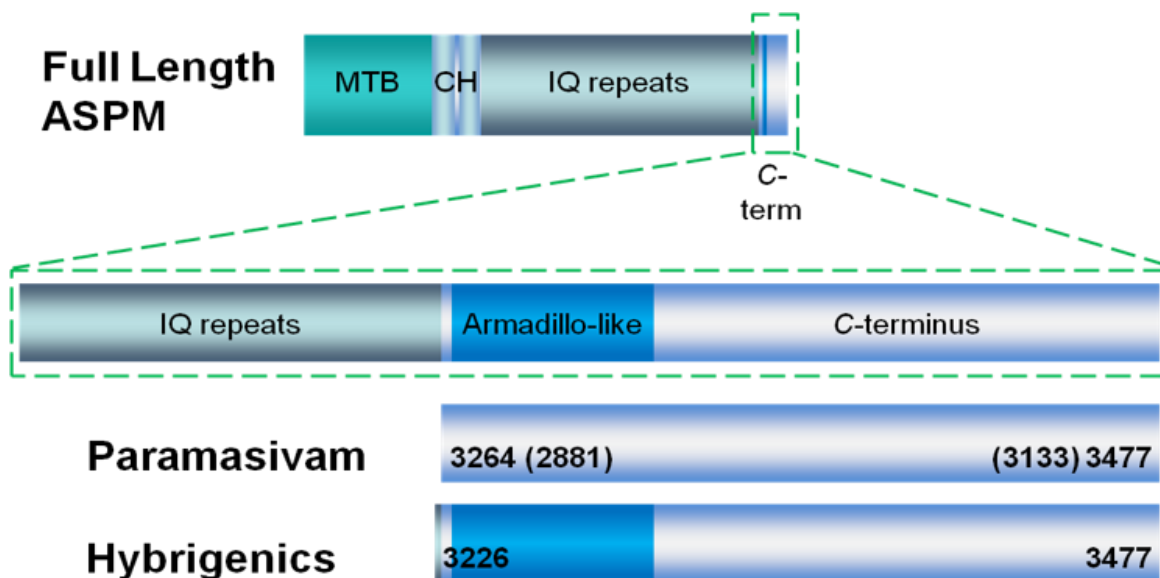 Full Length
ASPM
MTB CH IQ repeats
C-
term
IQ repeats Armadillo-like C-terminus
Paramasivam 3264 (2881) (3133) 3477
Hybrigenics 3226 3477